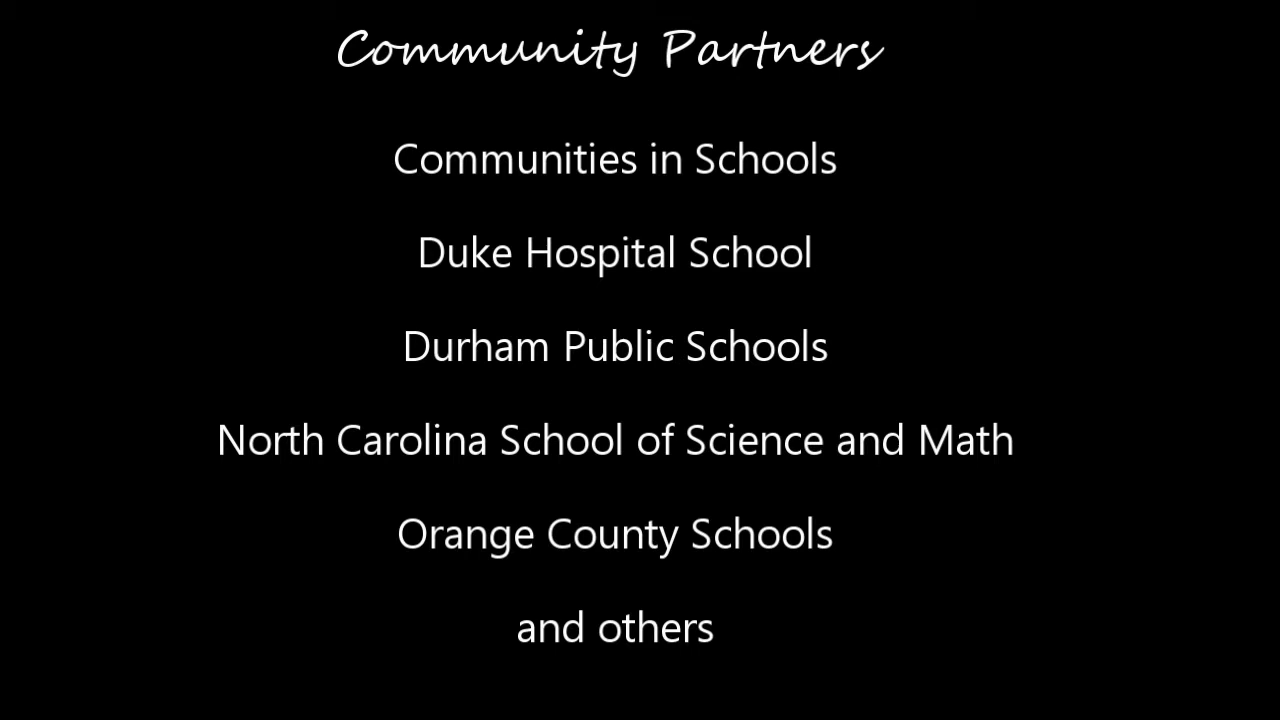 Community Partners
Communities in Schools
Duke Hospital School
Durham Public Schools
North Carolina School of Science and Math
Orange County Schools
and others